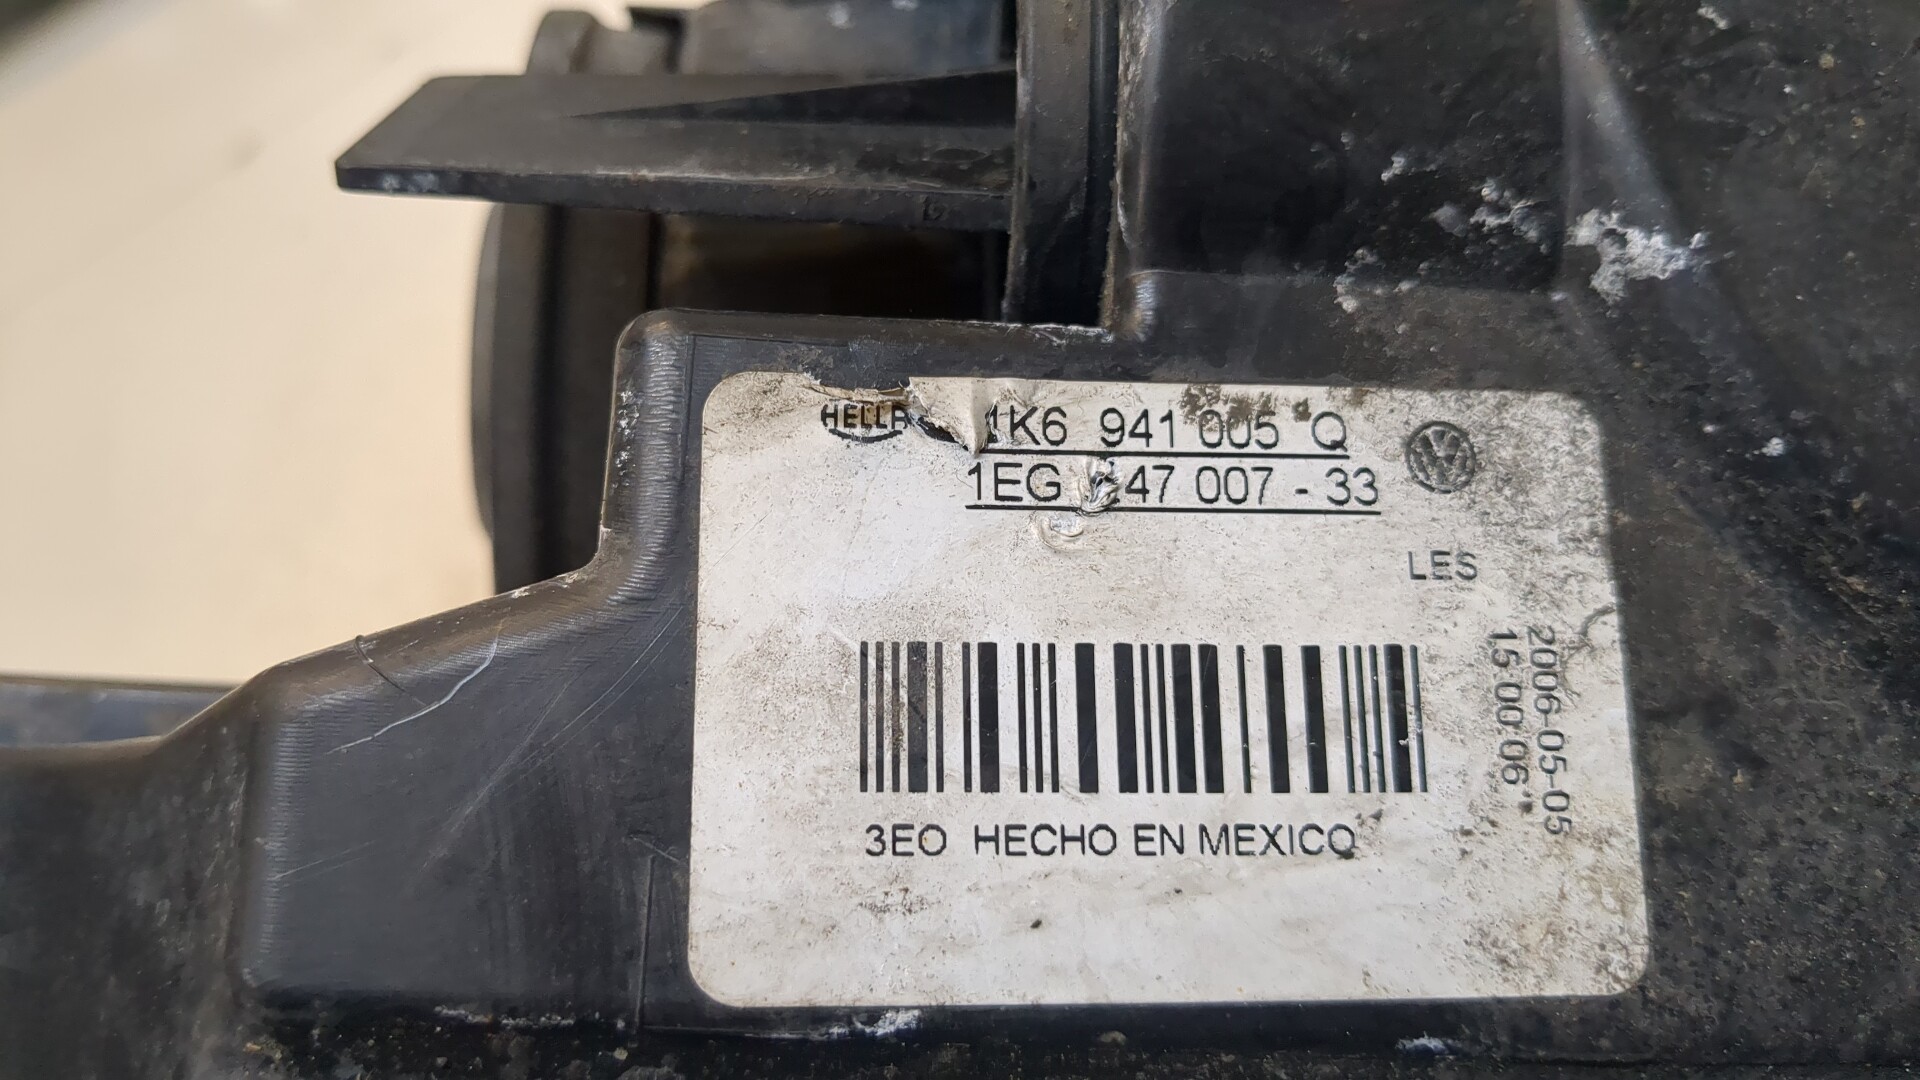 HELLA 1K6 941 005 Q
1EG 47 007 - 33
LES
2006-05-05
15 00 06
3EO HECHO EN MEXICO